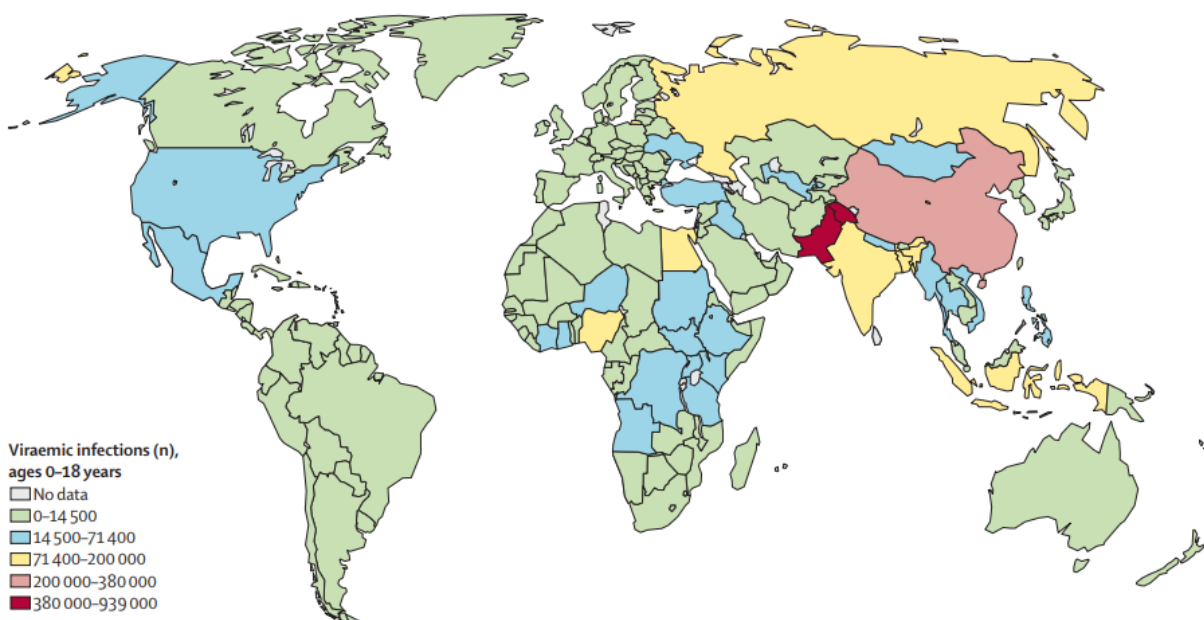 Viraemic infections (n),
ages 0–18 years
No data
0–14 500
14 500–71 400
71 400–200 000
200 000–380 000
380 000–939 000